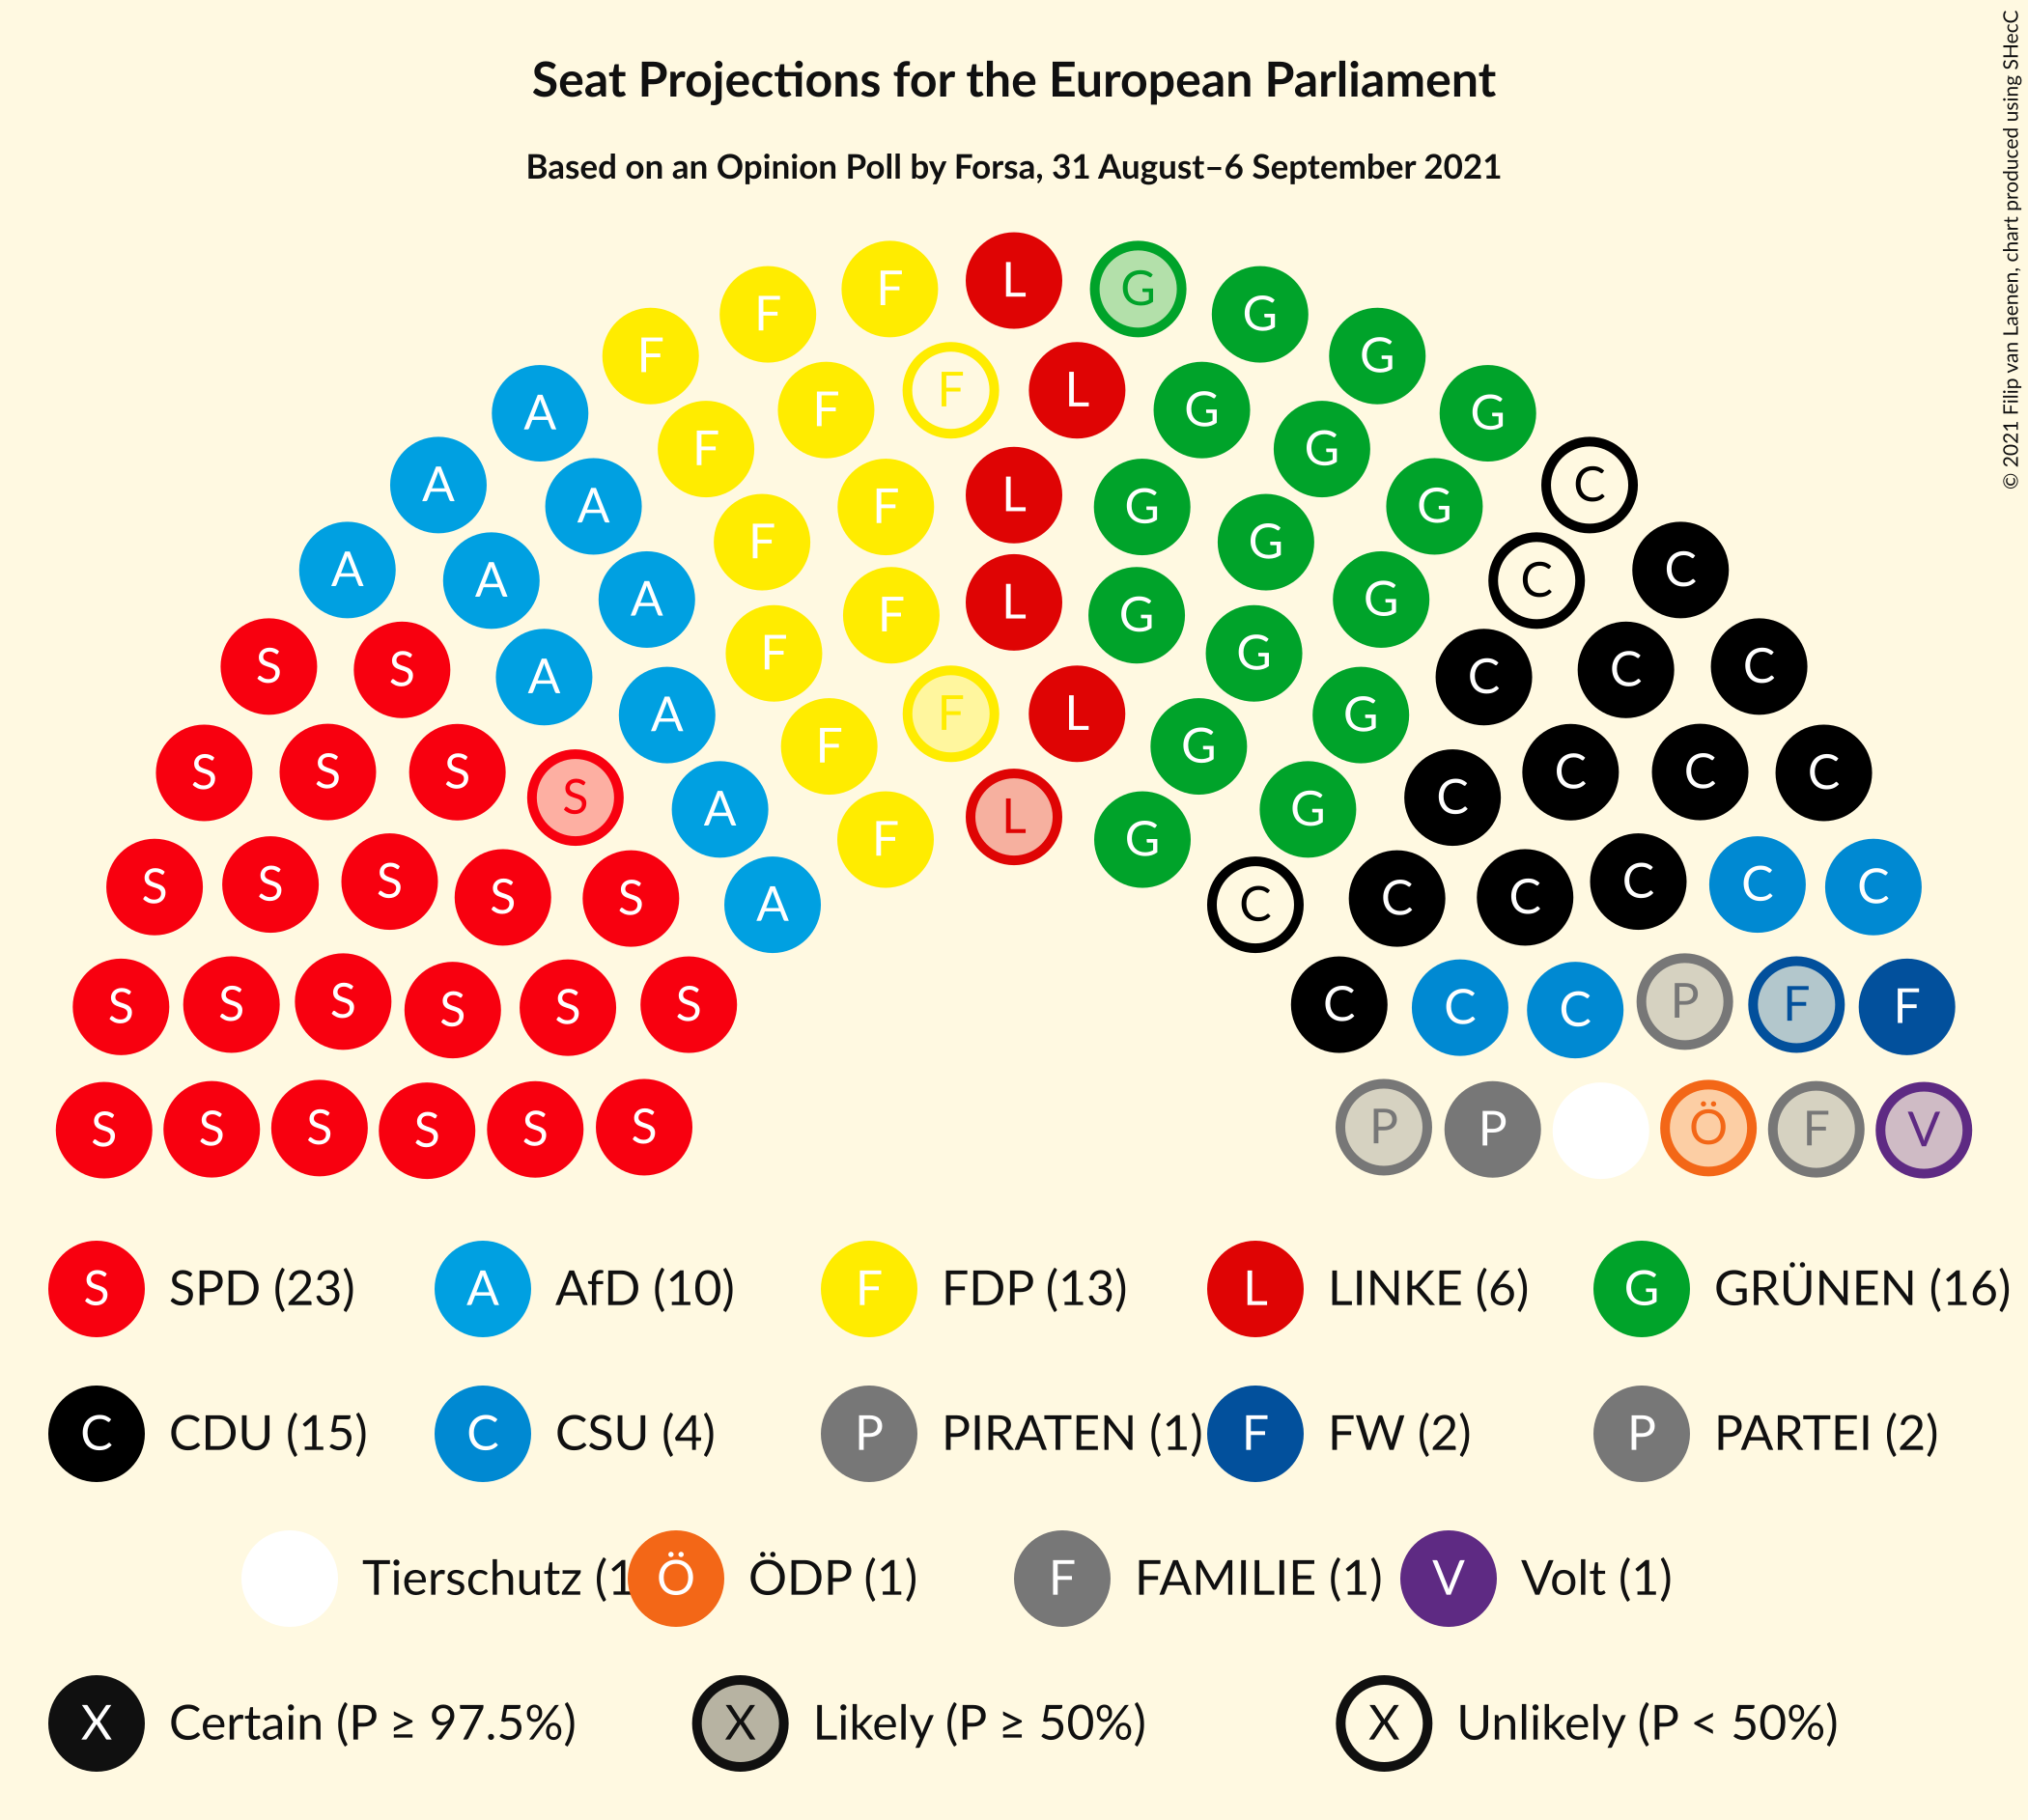 Seat Projections for the European Parliament
Based on an Opinion Poll by Forsa, 31 August–6 September 2021
© 2021 Filip van Laenen, chart produced using SHecC
L
F G
F G
F G
F L
A F G C
F G
A F L G C
A F G C
A F G C
A F L G C
A F G C
S S A F G C C C
A F L G
S S S S A F G C C C C
F L G
S S S S S A C C C C C C
S S S S S S C C C P F F
S S S S S S P P Ö F V
S SPD (23) A AfD (10) F FDP (13) L LINKE (6) G GRÜNEN (16)
C CDU (15) C CSU (4) P PIRATEN (1) F FW (2) P PARTEI (2)
Tierschutz (1 Ö ÖDP (1) F FAMILIE (1) V Volt (1)
X Certain (P ≥ 97.5%) X Likely (P ≥ 50%) X Unlikely (P < 50%)